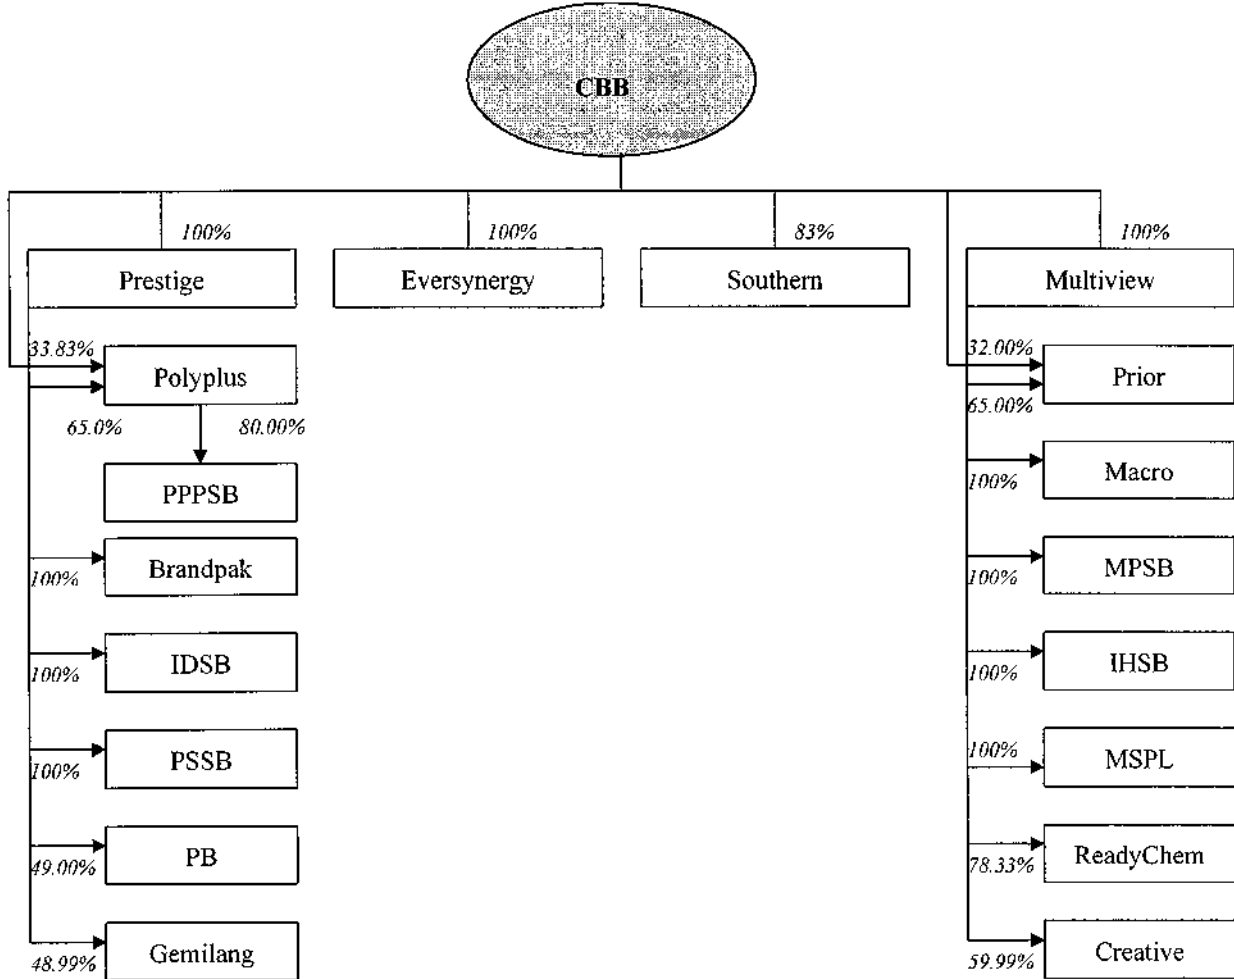 CBB
100%
100%
83%
100%
Prestige
Eversynergy
Southern
Multiview
33.83%
Polyplus
65.0%
80.00%
PPPSB
Brandpak
100%
IDSB
100%
PSSB
100%
PB
49.00%
Gemilang
48.99%
32.00%
Prior
65.00%
Macro
100%
MPSB
100%
IHSB
100%
100%
MSPL
ReadyChem
78.33%
Creative
59.99%